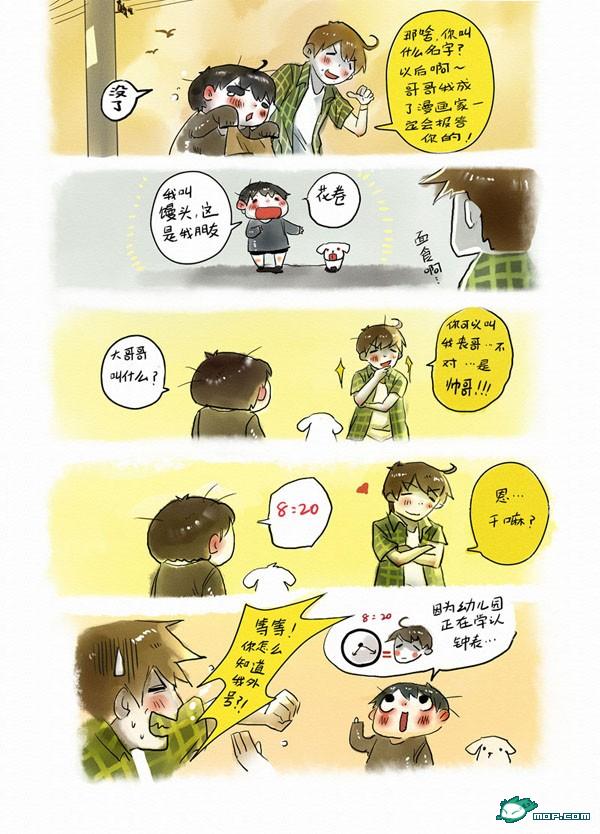 没
了
那啥,你叫
什么名字?
以后啊~
哥哥我成
了漫画家一
定会报答
你的!
我叫
馒头,这
是我朋友
花卷
面食啊…
大哥哥
叫什么?
你可以叫
我丧哥…不
对…是
帅哥!!!
8:20
恩…
干嘛?
等等!
你怎么
知道
我外
号?!
8:20
=
因为幼儿园
正在学认
钟表…
MOP.COM